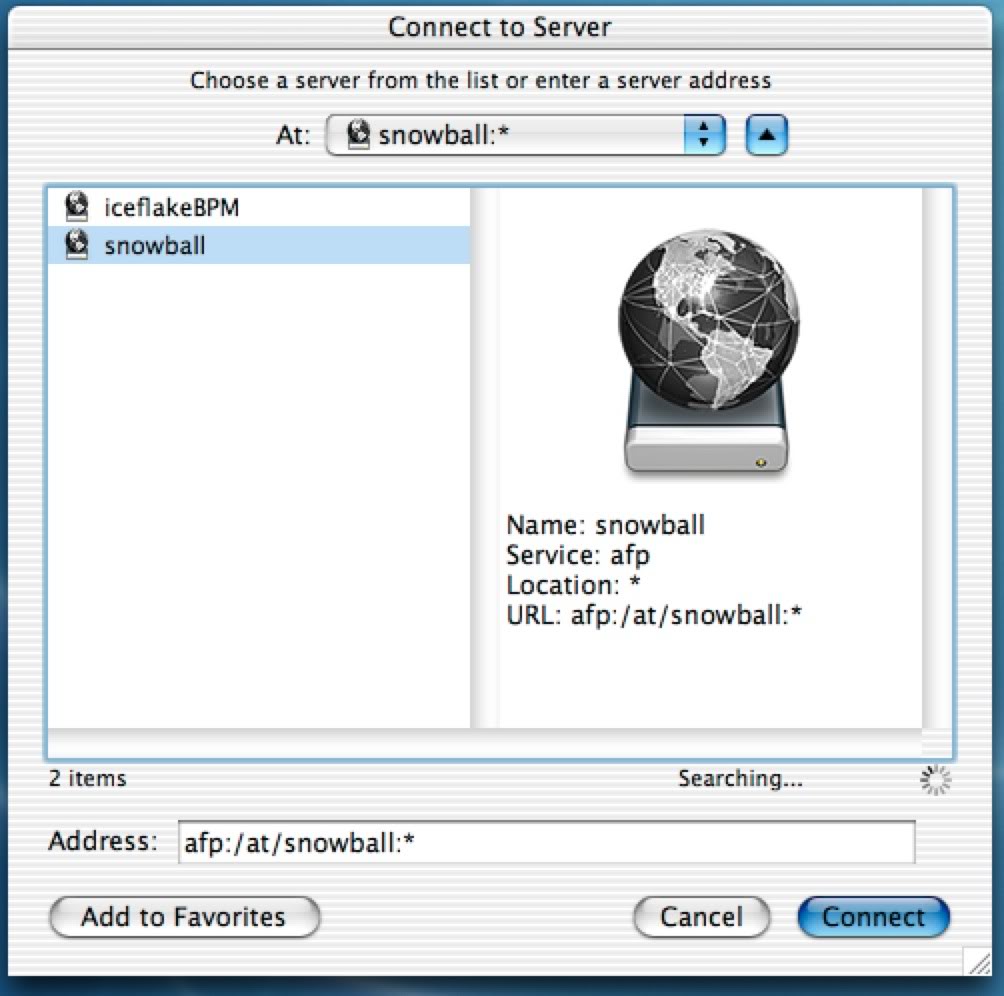 Connect to Server
Choose a server from the list or enter a server address
At: snowball:*
iceflakeBPM
snowball
Name: snowball
Service: afp
Location: *
URL: afp:/at/snowball:*
2 items Searching...
Address: afp:/at/snowball:*
Add to Favorites Cancel Connect